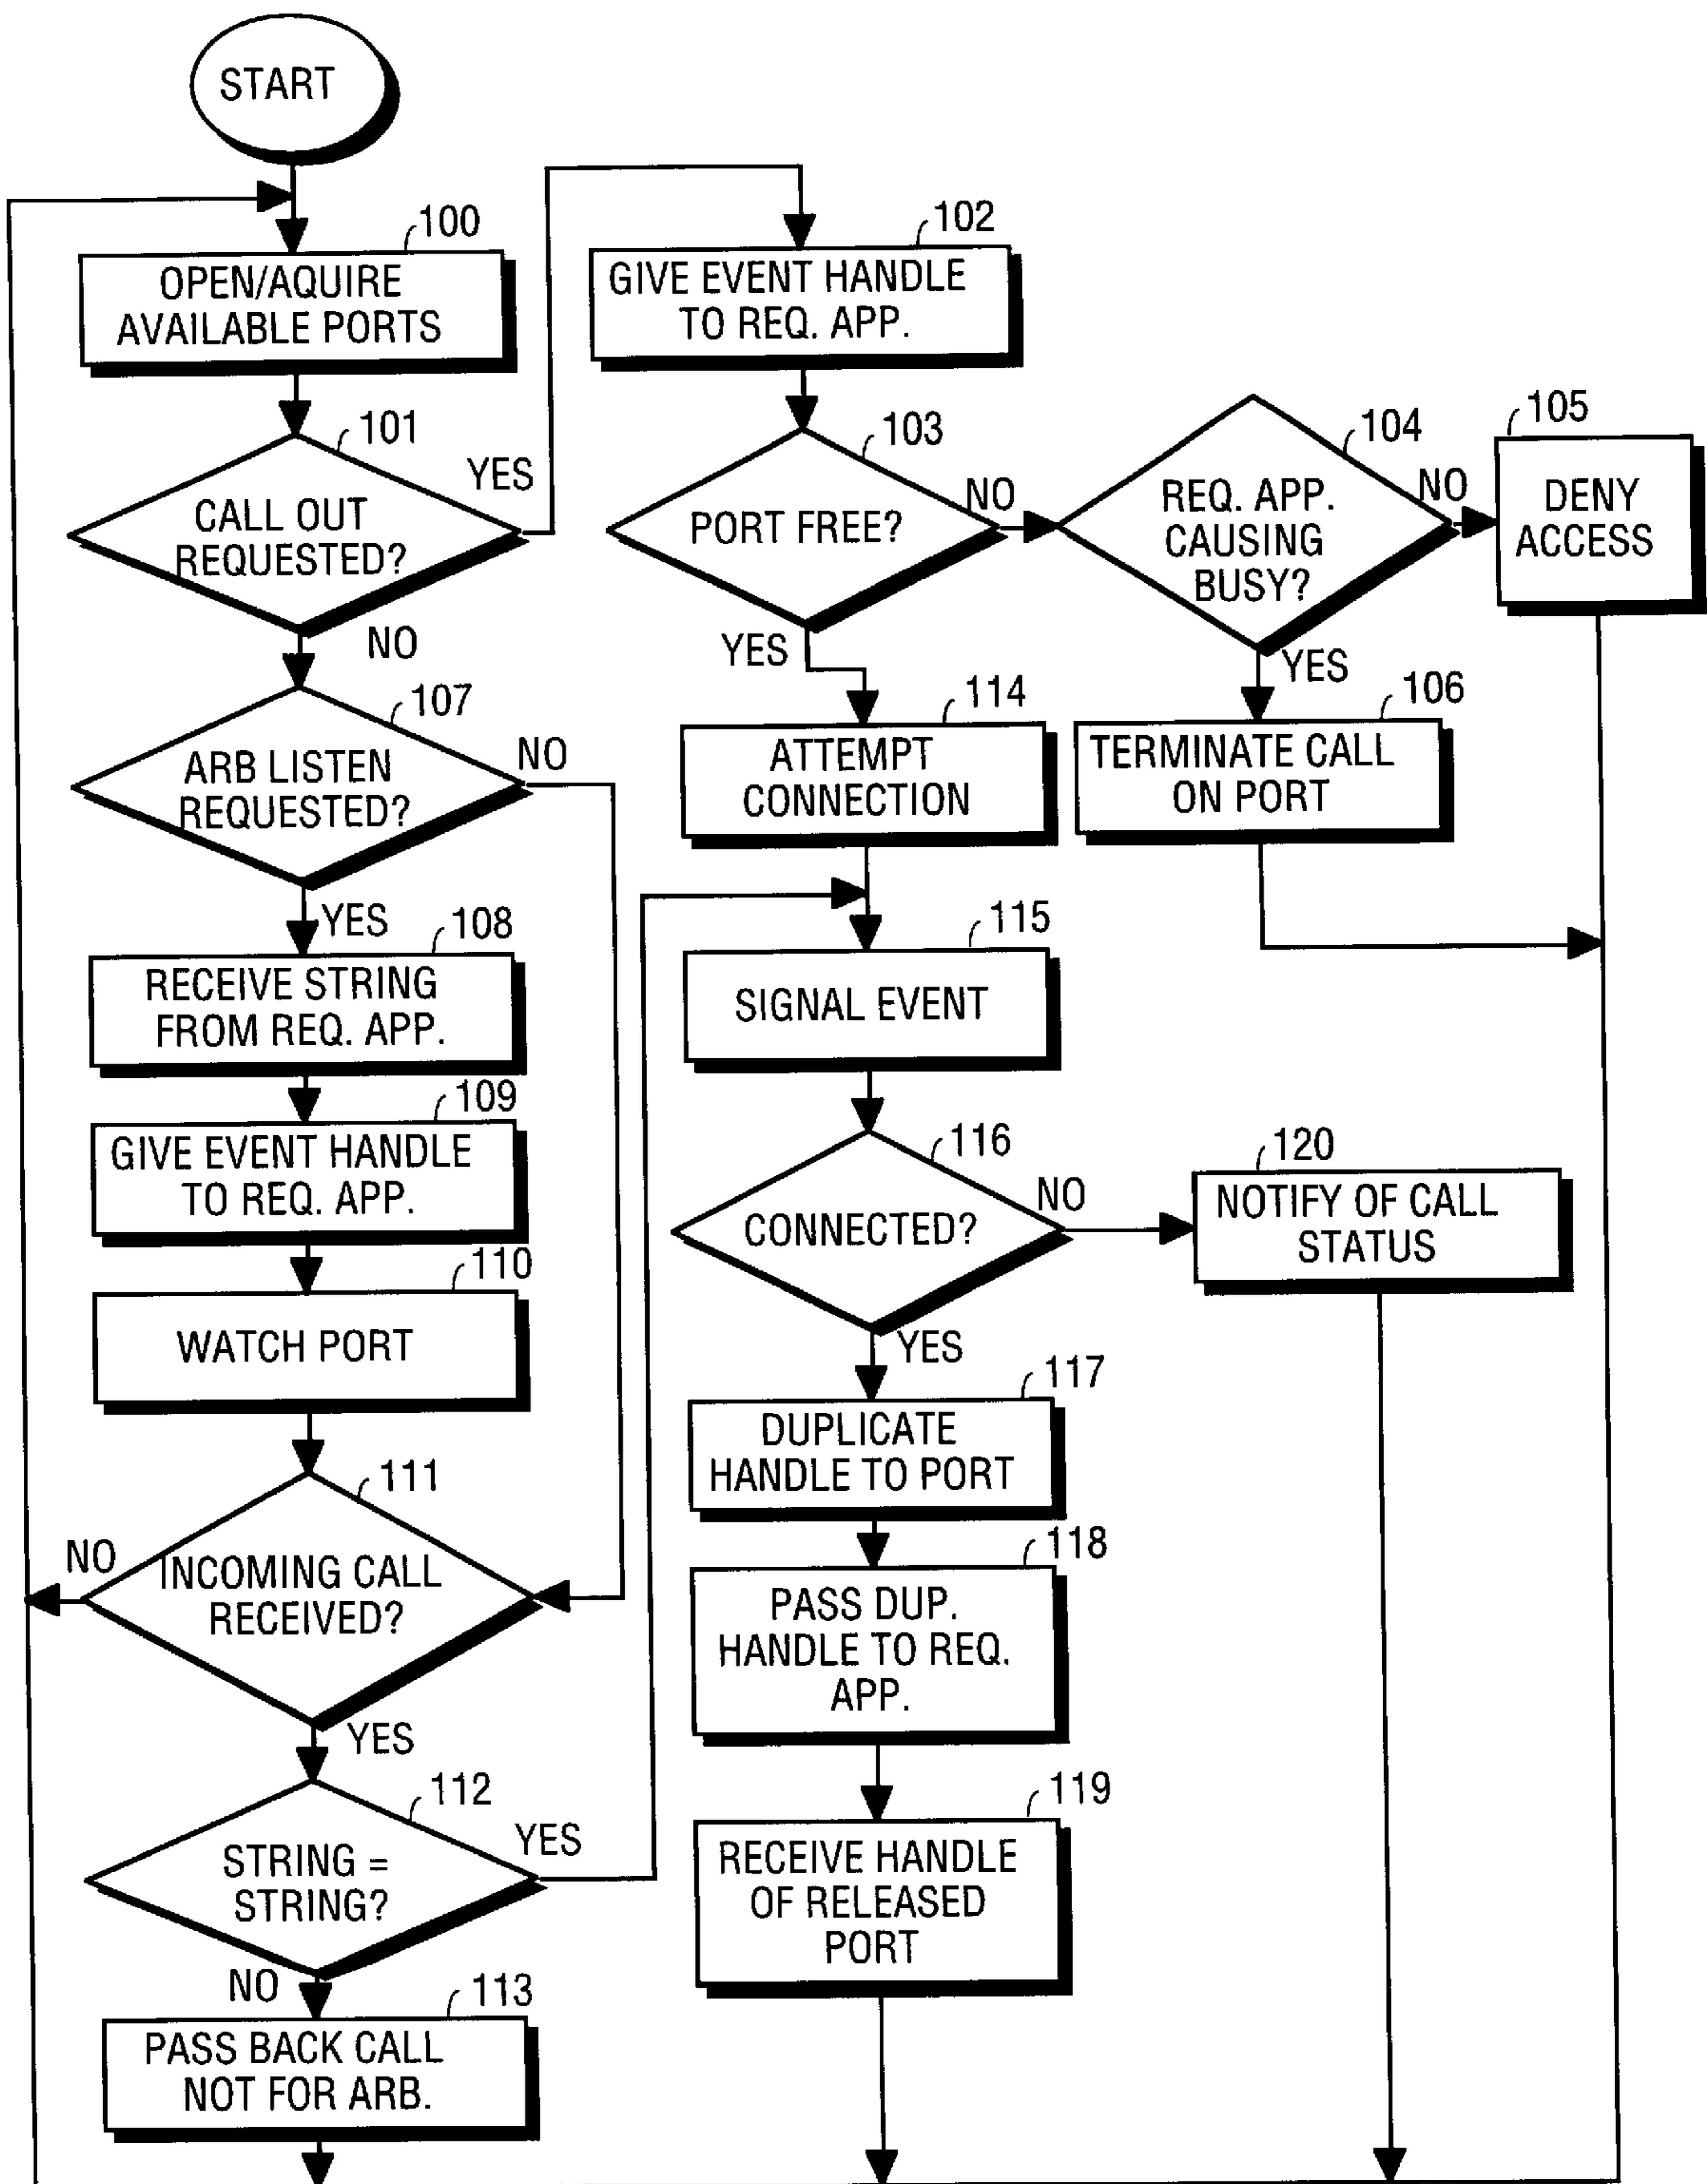 START
100
OPEN/AQUIRE
AVAILABLE PORTS
101
CALL OUT
REQUESTED?
YES
NO
102
GIVE EVENT HANDLE
TO REQ. APP.
103
PORT FREE?
NO
YES
104
REQ. APP.
CAUSING
BUSY?
NO
YES
105
DENY
ACCESS
106
TERMINATE CALL
ON PORT
107
ARB LISTEN
REQUESTED?
NO
YES
108
RECEIVE STRING
FROM REQ. APP.
109
GIVE EVENT HANDLE
TO REQ. APP.
110
WATCH PORT
111
INCOMING CALL
RECEIVED?
NO
YES
112
STRING =
STRING?
YES
NO
113
PASS BACK CALL
NOT FOR ARB.
114
ATTEMPT
CONNECTION
115
SIGNAL EVENT
116
CONNECTED?
NO
YES
117
DUPLICATE
HANDLE TO PORT
118
PASS DUP.
HANDLE TO REQ.
APP.
119
RECEIVE HANDLE
OF RELEASED
PORT
120
NOTIFY OF CALL
STATUS